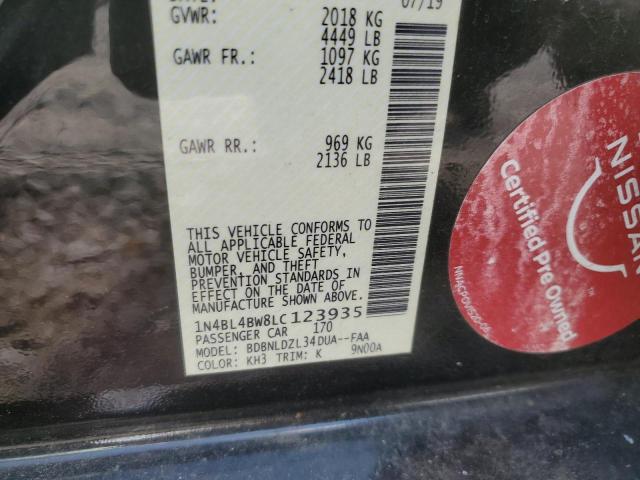 07/19
GVWR: 2018 KG
4449 LB
GAWR FR.: 1097 KG
2418 LB
GAWR RR.: 969 KG
2136 LB
THIS VEHICLE CONFORMS TO
ALL APPLICABLE FEDERAL
MOTOR VEHICLE SAFETY,
BUMPER, AND THEFT
PREVENTION STANDARDS IN
EFFECT ON THE DATE OF
MANUFACTURE SHOWN ABOVE.
1N4BL4BW8LC123935
PASSENGER CAR 170
MODEL: BDBNLDZL34DUA--FAA
COLOR: KH3 TRIM: K 9N00A
NISSAN
Certified Pre Owned